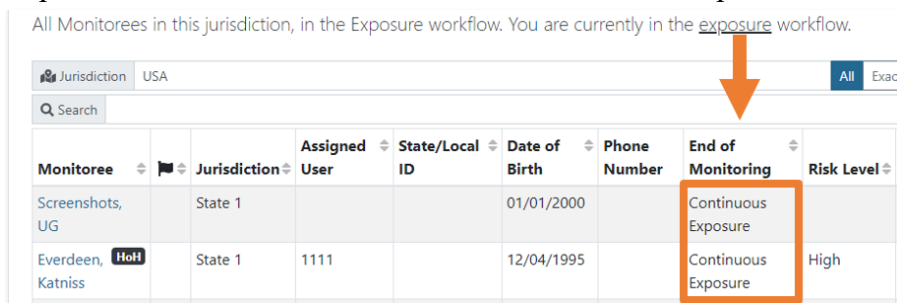 All Monitorees in this jurisdiction, in the Exposure workflow. You are currently in the exposure workflow.
Jurisdiction USA All Exac
Search
Monitoree Jurisdiction Assigned User State/Local ID Date of Birth Phone Number End of Monitoring Risk Level
Screenshots, UG State 1 01/01/2000 Continuous Exposure
Everdeen, Katniss HoH State 1 1111 12/04/1995 Continuous Exposure High